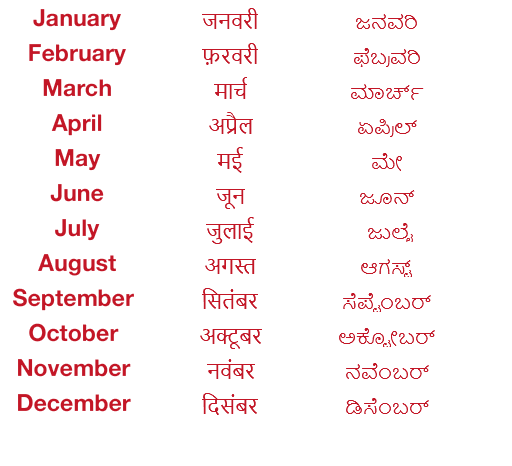 January जनवरी ಜನವರಿ
February फ़रवरी ಫೆಬ್ರವರಿ
March मार्च ಮಾರ್ಚ್
April अप्रैल ಏಪ್ರಿಲ್
May मई ಮೇ
June जून ಜೂನ್
July जुलाई ಜುಲೈ
August अगस्त ಆಗಸ್ಟ್
September सितंबर ಸೆಪ್ಟೆಂಬರ್
October अक्टूबर ಅಕ್ಟೋಬರ್
November नवंबर ನವೆಂಬರ್
December दिसंबर ಡಿಸೆಂಬರ್